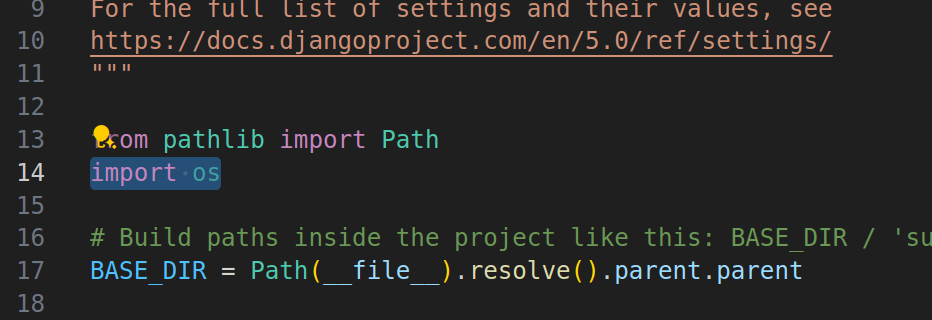 9 For the full list of settings and their values, see
10 https://docs.djangoproject.com/en/5.0/ref/settings/
11 """
12
13 from pathlib import Path
14 import os
15
16 # Build paths inside the project like this: BASE_DIR / 'su
17 BASE_DIR = Path(__file__).resolve().parent.parent
18